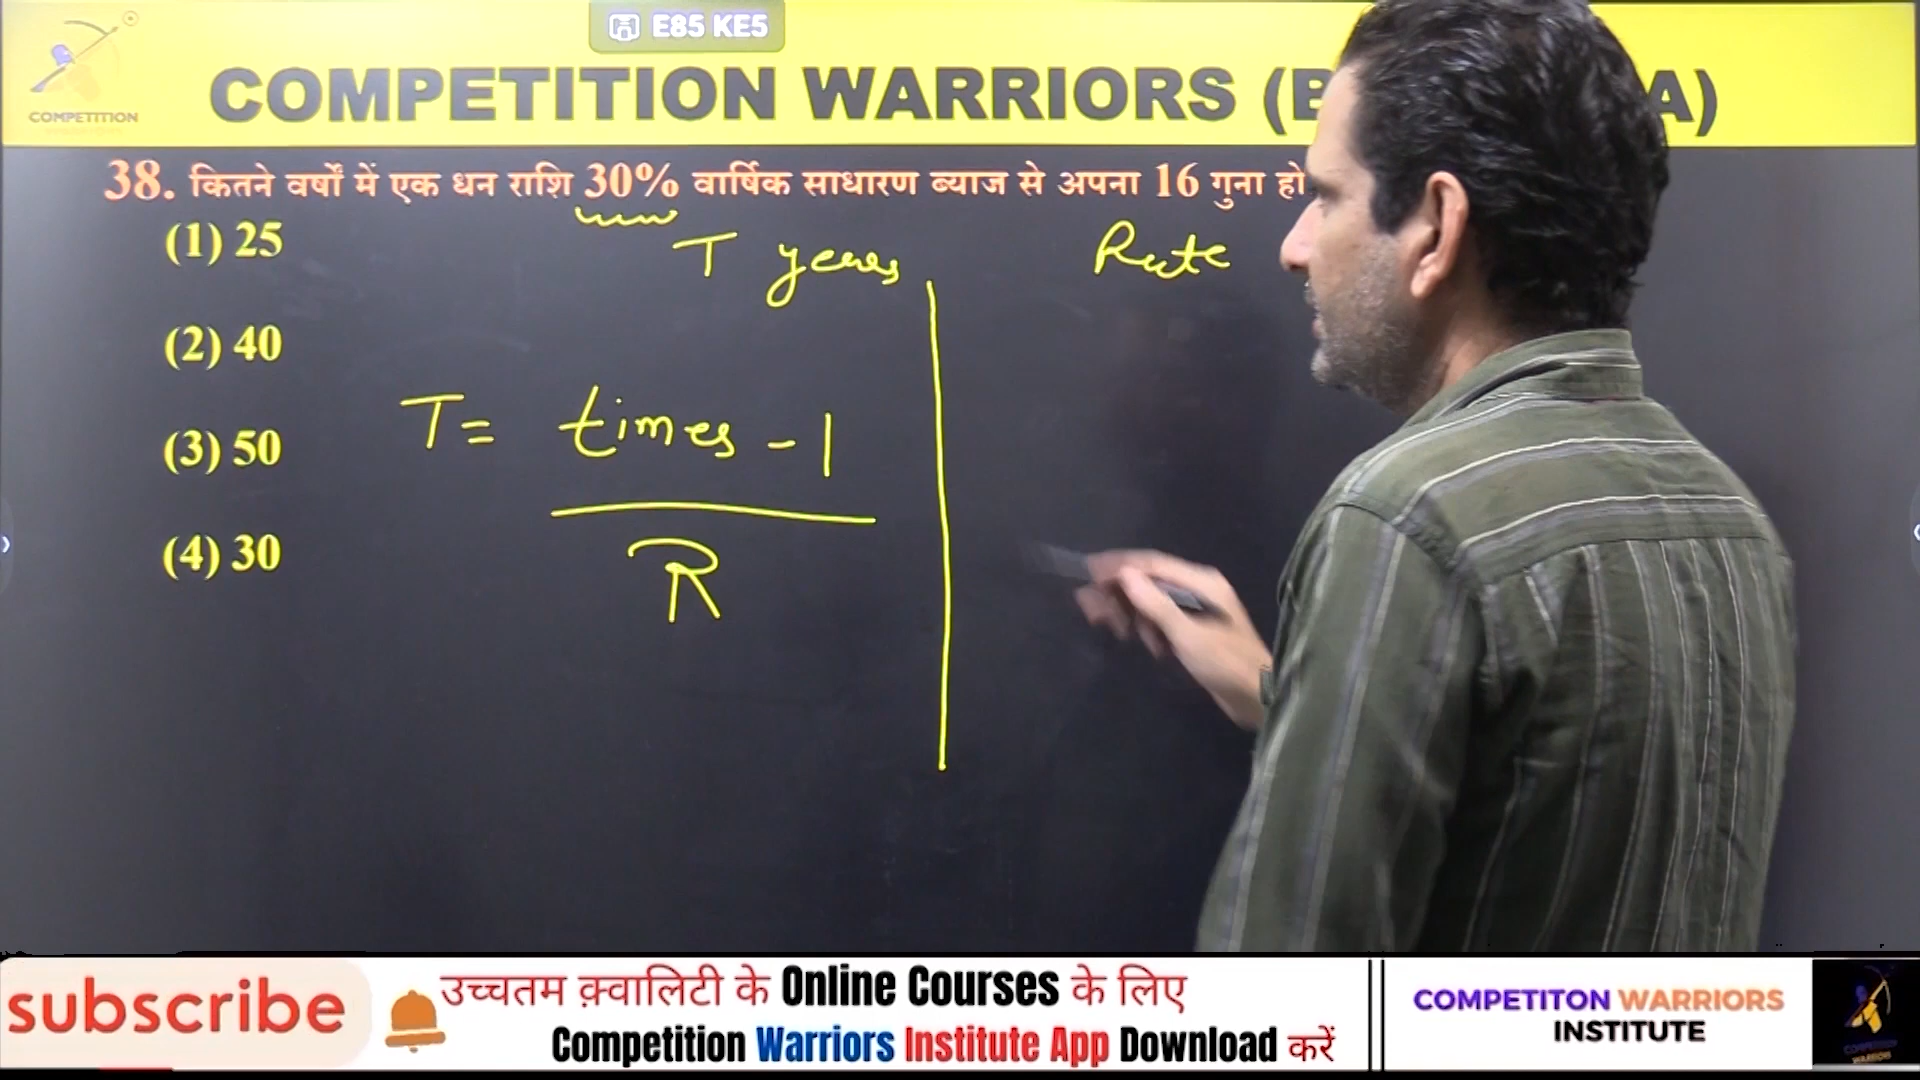 E85 KE5
COMPETITION
COMPETITION WARRIORS (B A)
38. कितने वर्षों में एक धन राशि 30% वार्षिक साधारण ब्याज से अपना 16 गुना हो
(1) 25
(2) 40
(3) 50
(4) 30
T years
T = times - 1
R
Rate
subscribe
उच्चतम क़्वालिटी के Online Courses के लिए
Competition Warriors Institute App Download करें
COMPETITON WARRIORS
INSTITUTE